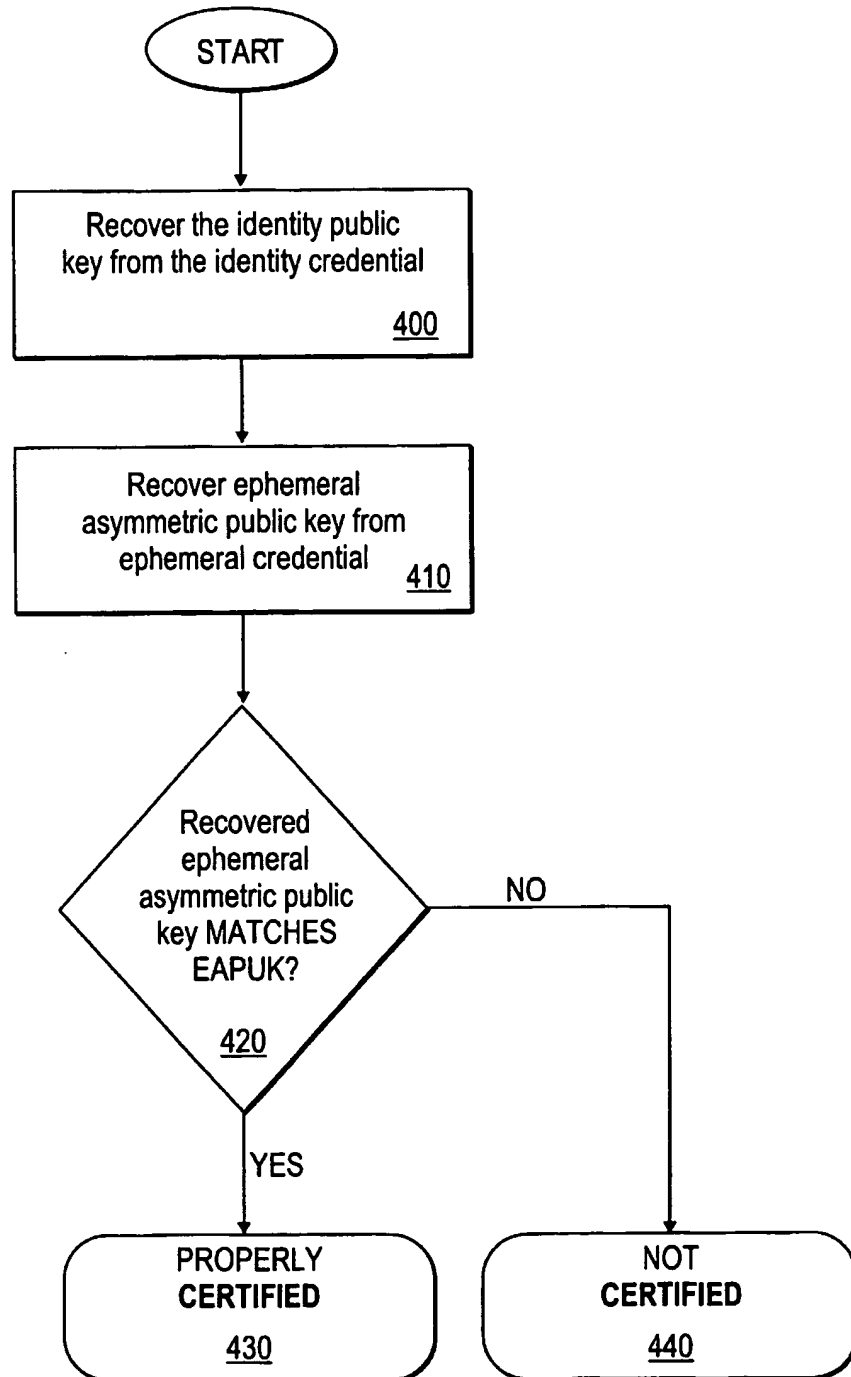 START
Recover the identity public
key from the identity credential
400
Recover ephemeral
asymmetric public key from
ephemeral credential
410
Recovered
ephemeral
asymmetric public
key MATCHES
EAPUK?
420
NO
YES
PROPERLY
CERTIFIED
430
NOT
CERTIFIED
440